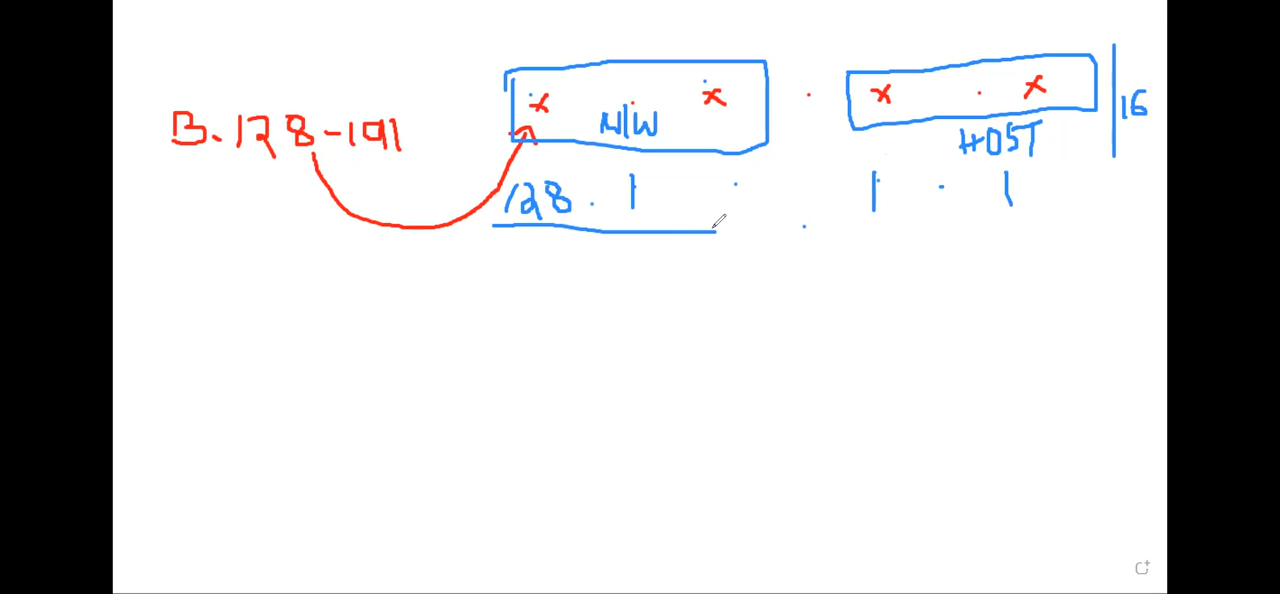 x . x . x . x
B. 128-191
N/W
HOST
16
128 . 1 . 1 . 1